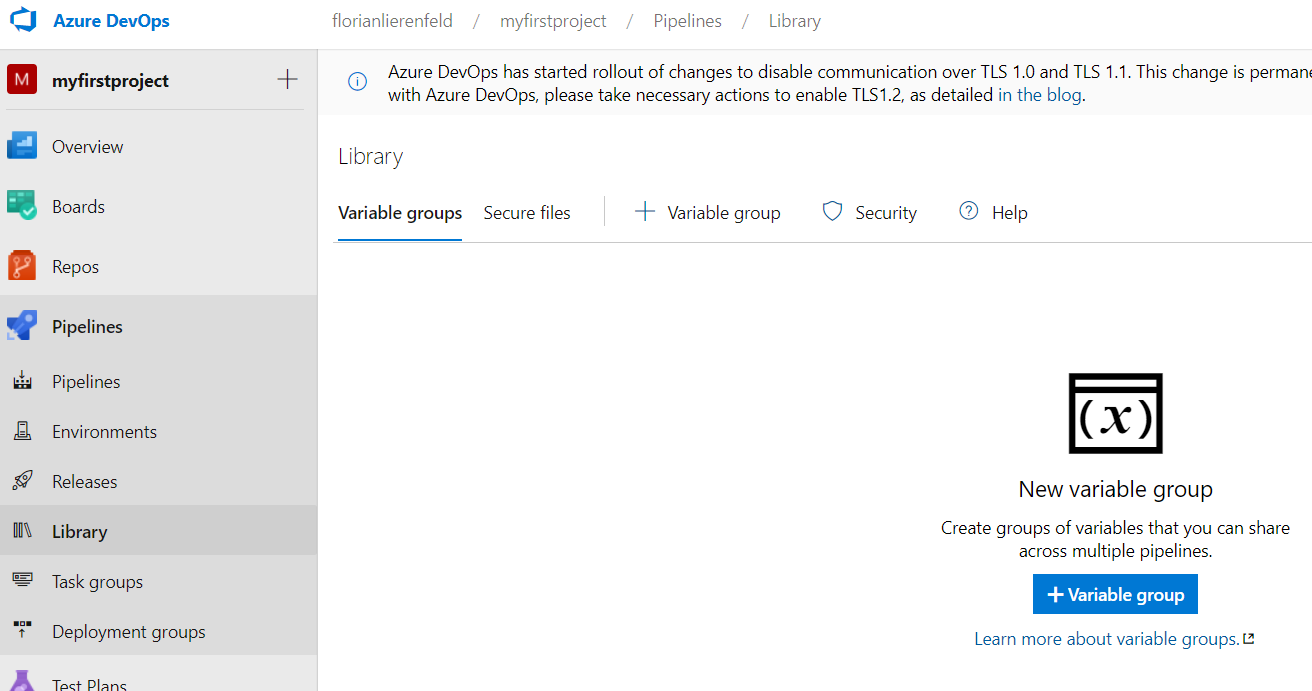 Azure DevOps
florianlierenfeld / myfirstproject / Pipelines / Library
M myfirstproject
Azure DevOps has started rollout of changes to disable communication over TLS 1.0 and TLS 1.1. This change is permane
with Azure DevOps, please take necessary actions to enable TLS1.2, as detailed in the blog.
Overview
Boards
Repos
Pipelines
Pipelines
Environments
Releases
Library
Task groups
Deployment groups
Test Plans
Library
Variable groups Secure files + Variable group Security ? Help
(x)
New variable group
Create groups of variables that you can share
across multiple pipelines.
+ Variable group
Learn more about variable groups.